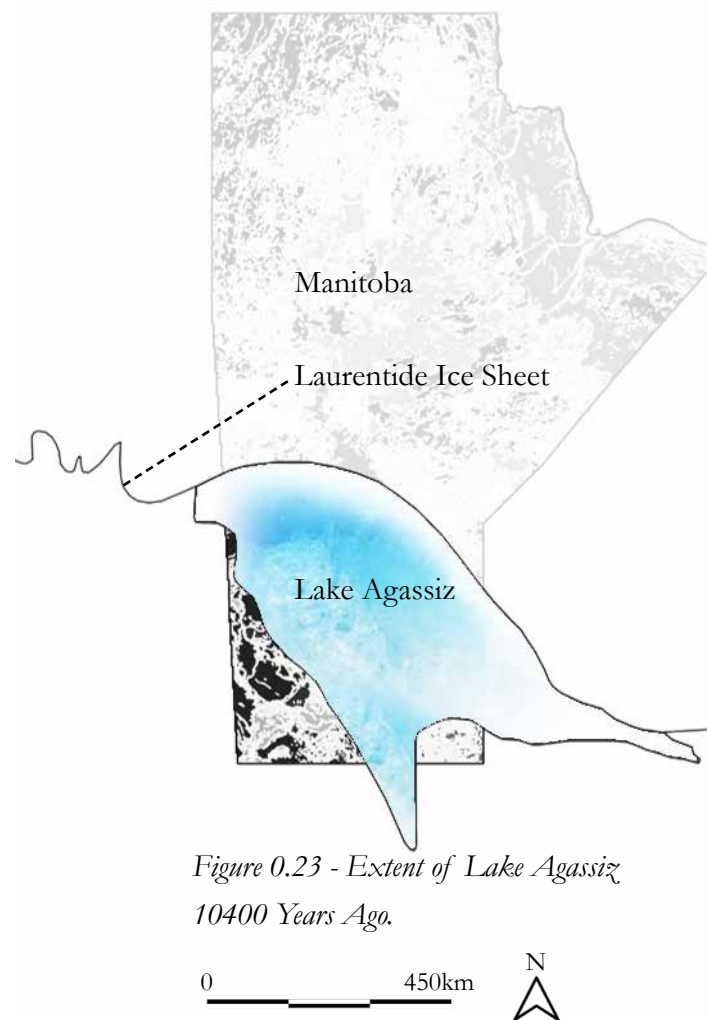 Manitoba
Laurentide Ice Sheet
Lake Agassiz
Figure 0.23 - Extent of Lake Agassiz
10400 Years Ago.
0 450km
N